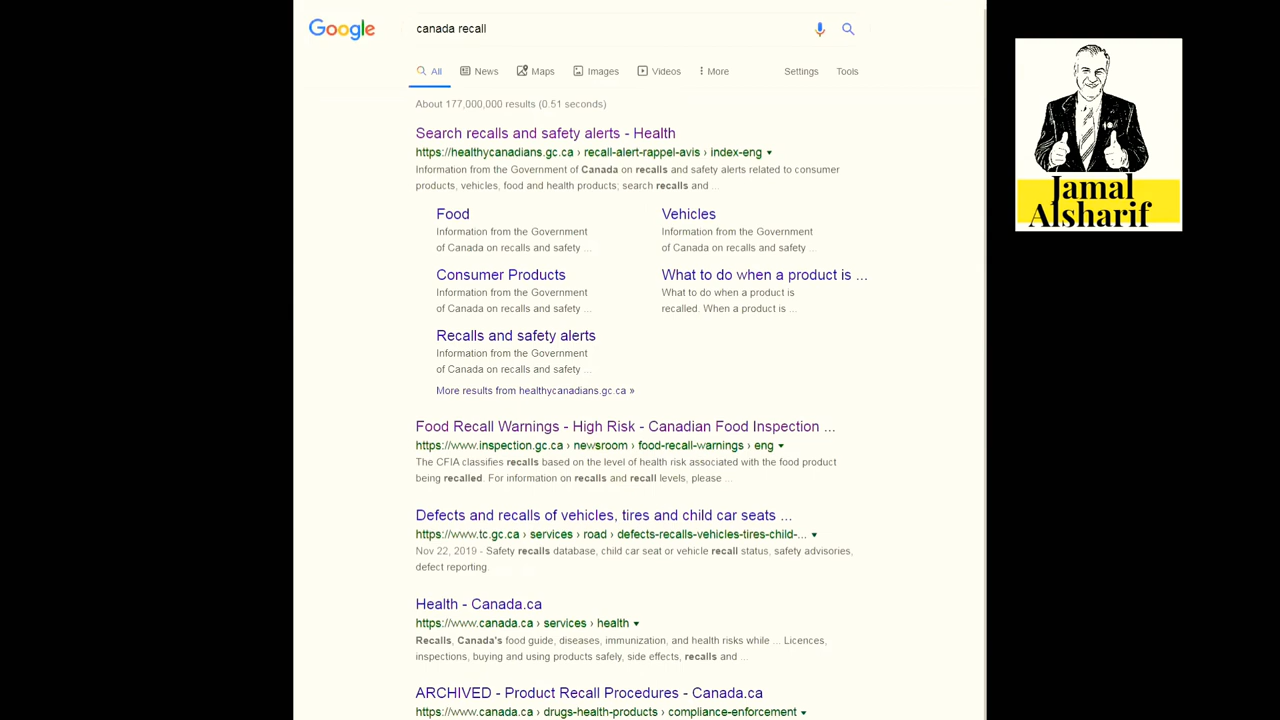 Google
canada recall
All News Maps Images Videos More Settings Tools
About 177,000,000 results (0.51 seconds)
Search recalls and safety alerts - Health
https://healthycanadians.gc.ca › recall-alert-rappel-avis › index-eng
Information from the Government of Canada on recalls and safety alerts related to consumer
products, vehicles, food and health products; search recalls and ...
Food
Information from the Government
of Canada on recalls and safety ...
Vehicles
Information from the Government
of Canada on recalls and safety ...
Consumer Products
Information from the Government
of Canada on recalls and safety ...
What to do when a product is ...
What to do when a product is
recalled. When a product is ...
Recalls and safety alerts
Information from the Government
of Canada on recalls and safety ...
More results from healthycanadians.gc.ca »
Food Recall Warnings - High Risk - Canadian Food Inspection ...
https://www.inspection.gc.ca › newsroom › food-recall-warnings › eng
The CFIA classifies recalls based on the level of health risk associated with the food product
being recalled. For information on recalls and recall levels, please ...
Defects and recalls of vehicles, tires and child car seats ...
https://www.tc.gc.ca › services › road › defects-recalls-vehicles-tires-child-...
Nov 22, 2019 - Safety recalls database, child car seat or vehicle recall status, safety advisories,
defect reporting.
Health - Canada.ca
https://www.canada.ca › services › health
Recalls, Canada's food guide, diseases, immunization, and health risks while ... Licences,
inspections, buying and using products safely, side effects, recalls and ...
ARCHIVED - Product Recall Procedures - Canada.ca
https://www.canada.ca › drugs-health-products › compliance-enforcement
Jamal
Alsharif